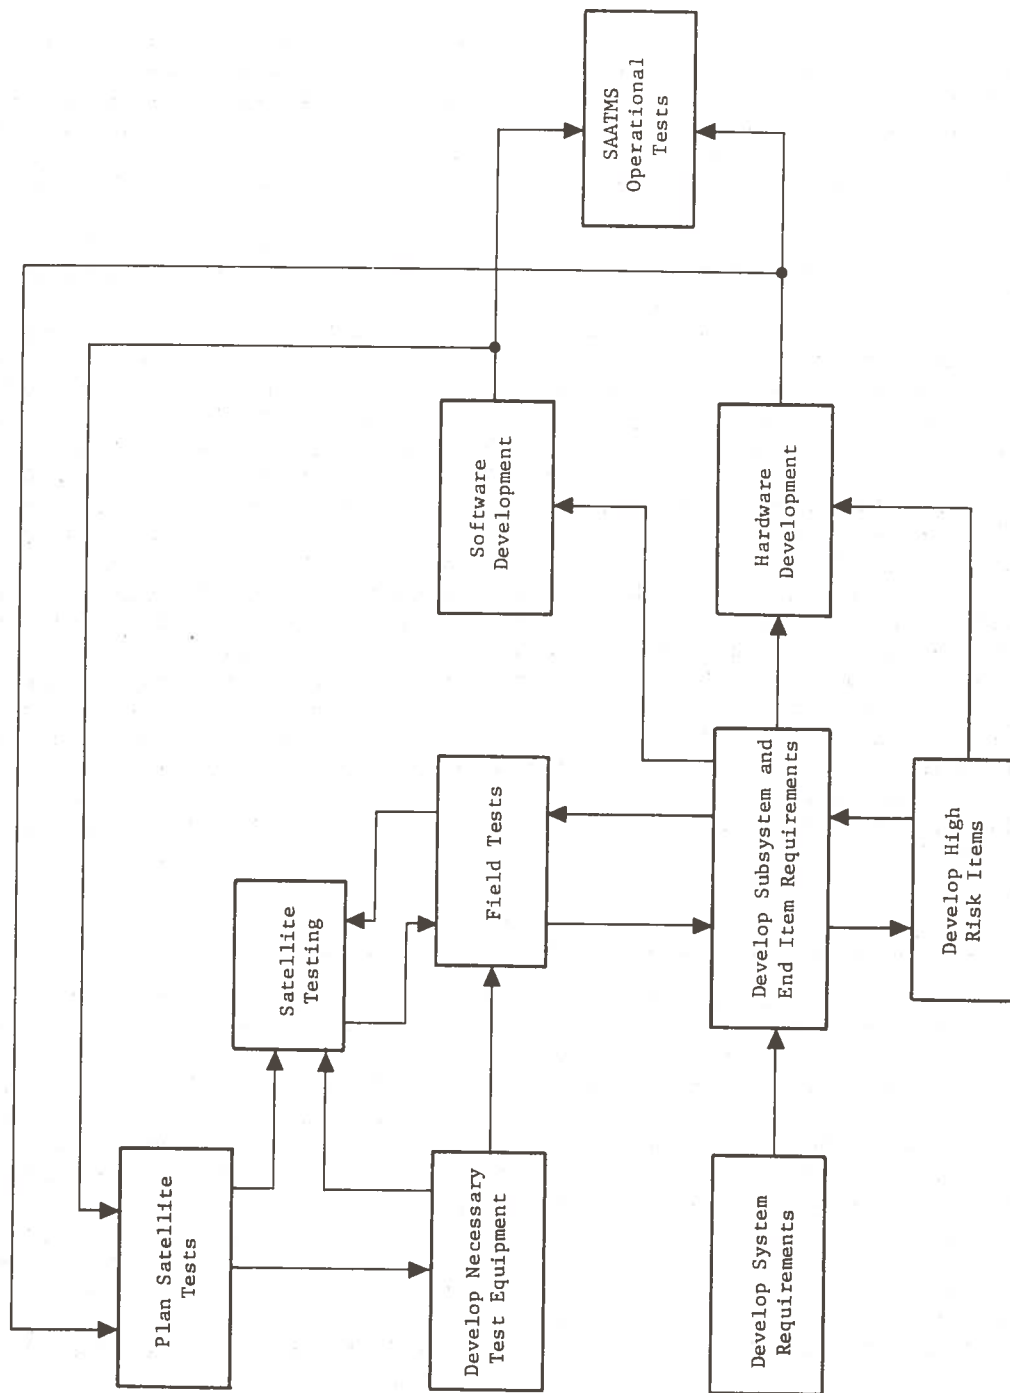 Plan Satellite
Tests
Satellite
Testing
Develop Necessary
Test Equipment
Field Tests
Software
Development
SAATMS
Operational
Tests
Develop System
Requirements
Develop Subsystem and
End Item Requirements
Hardware
Development
Develop High
Risk Items